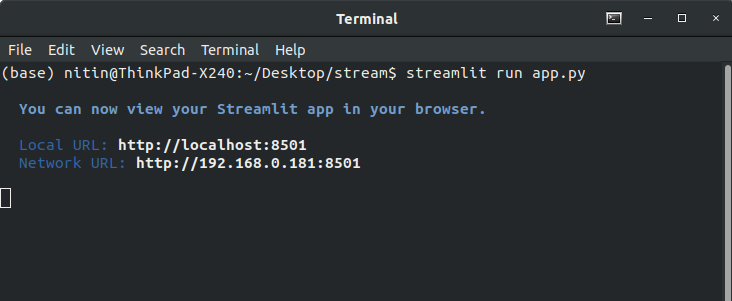 Terminal
File Edit View Search Terminal Help
(base) nitin@ThinkPad-X240:~/Desktop/stream$ streamlit run app.py
You can now view your Streamlit app in your browser.
Local URL: http://localhost:8501
Network URL: http://192.168.0.181:8501